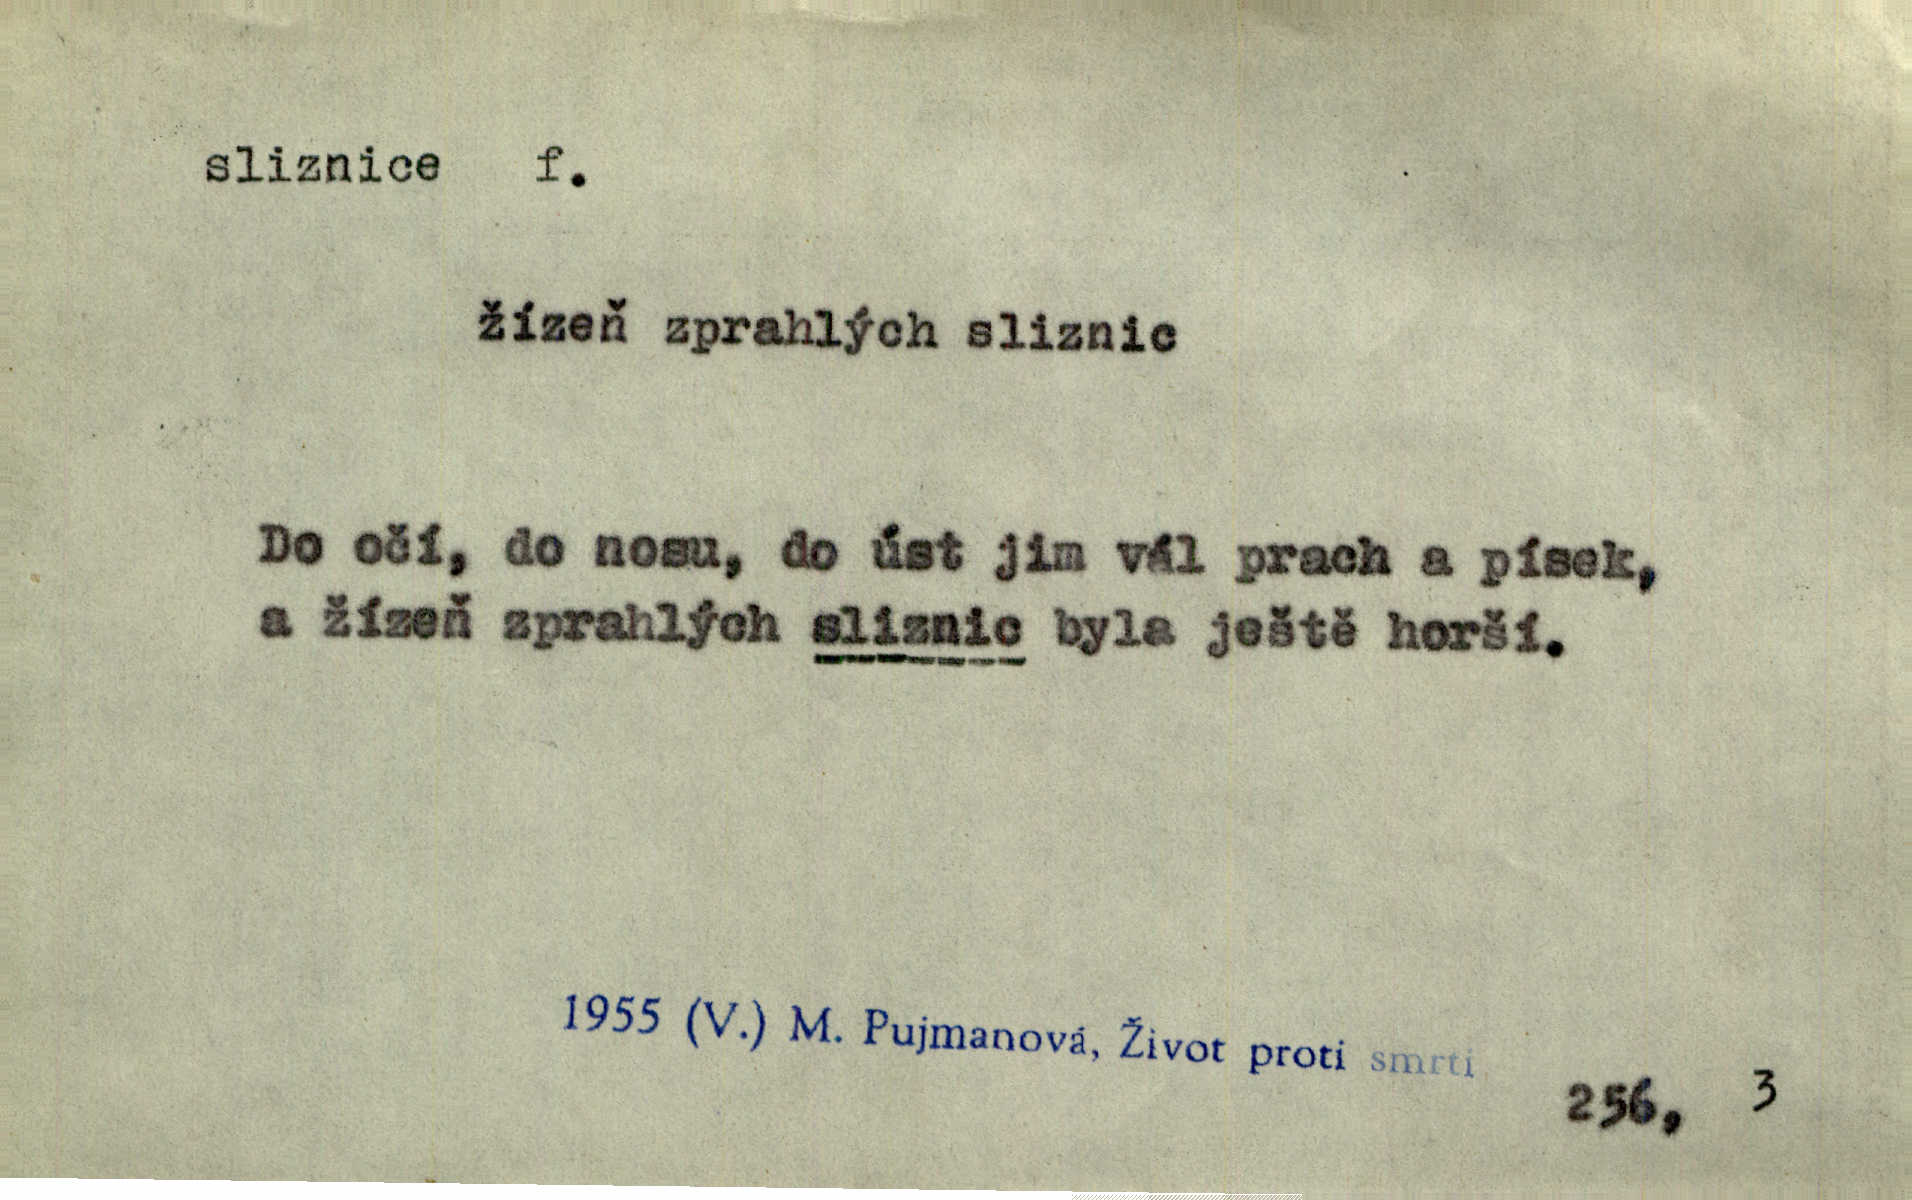 sliznice f.
žízeň zprahlých sliznic
Do očí, do nosu, do úst jim vál prach a písek,
a žízeň zprahlých sliznic byla ještě horší.
1955 (V.) M. Pujmanová, Život proti smrti
256, 3